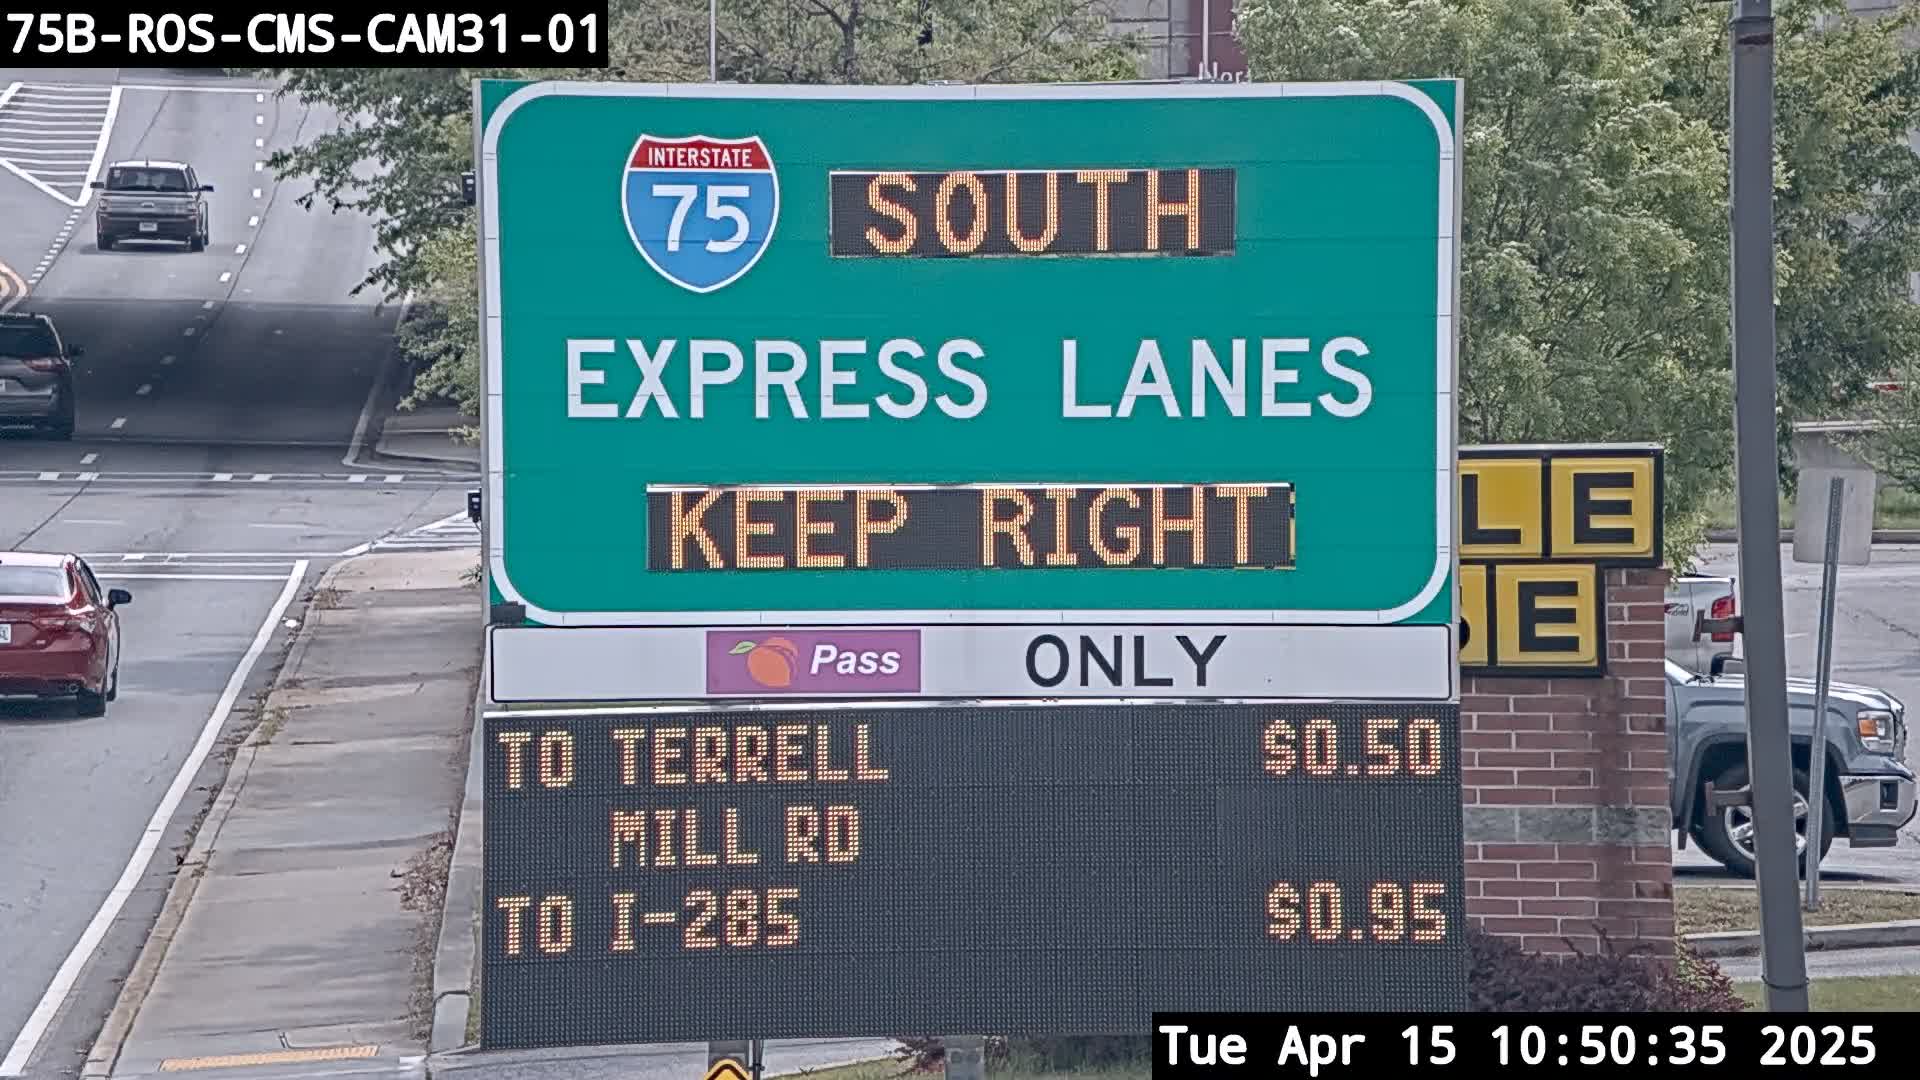 75B-ROS-CMS-CAM31-01
INTERSTATE
75
SOUTH
EXPRESS LANES
KEEP RIGHT
Pass ONLY
TO TERRELL $0.50
MILL RD
TO I-285 $0.95
LE
E
Tue Apr 15 10:50:35 2025